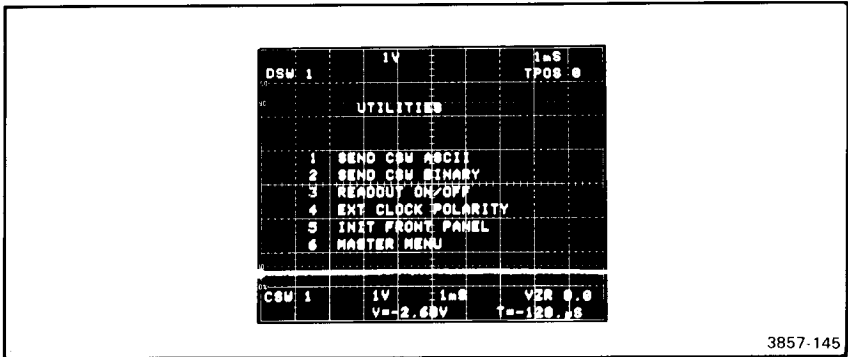 1V 1mS
DSW 1 TPOS 0
UTILITIES
1 SEND CSW ASCII
2 SEND CSW BINARY
3 READOUT ON/OFF
4 EXT CLOCK POLARITY
5 INIT FRONT PANEL
6 MASTER MENU
CSW 1 1V 1mS VZR 0.0
V=-2.60V T=-120.µS
3857-145